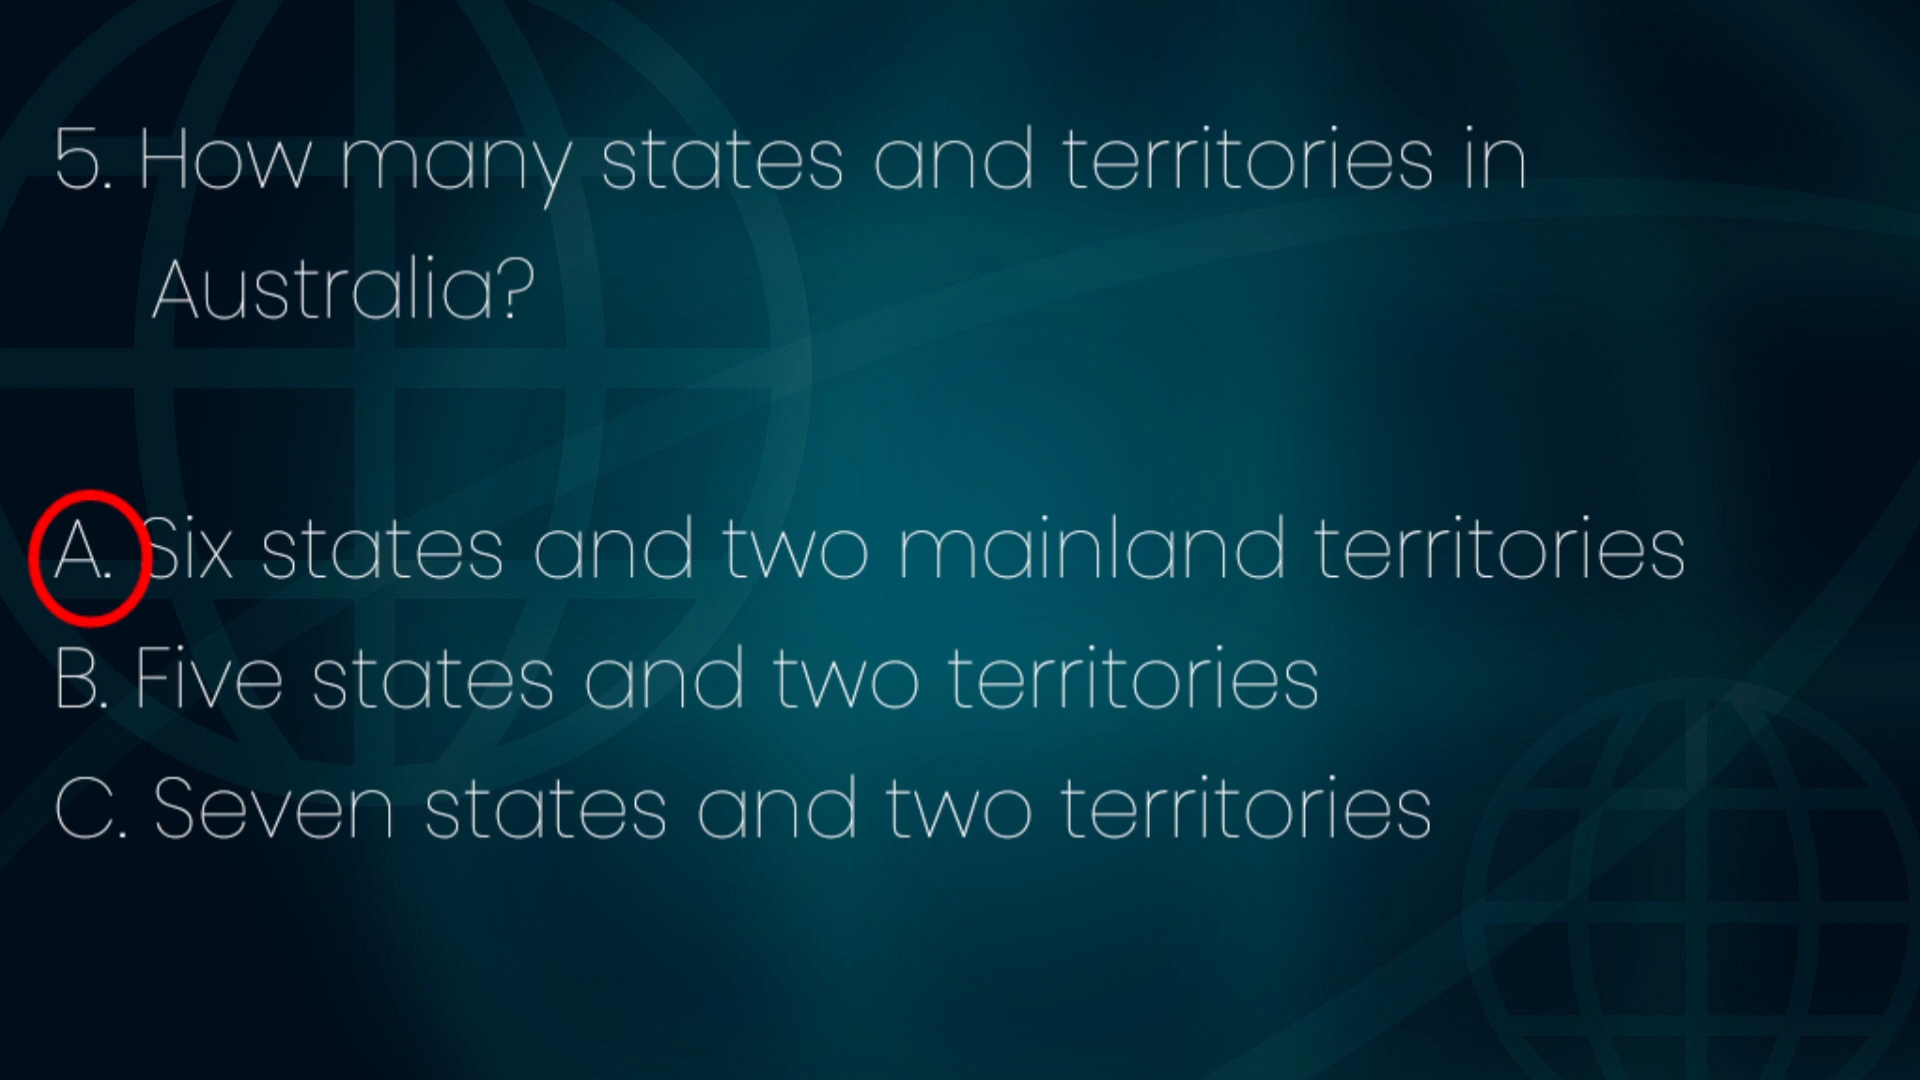 5. How many states and territories in
Australia?
A. Six states and two mainland territories
B. Five states and two territories
C. Seven states and two territories